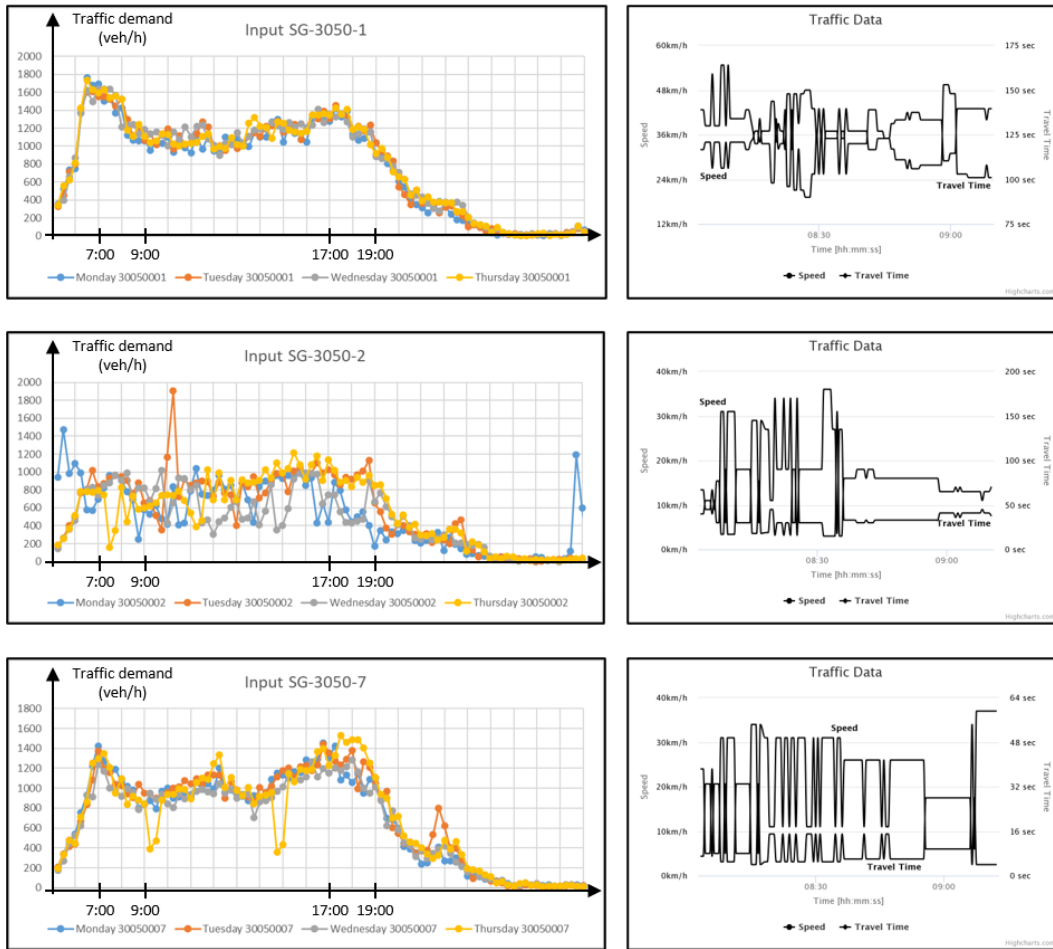 Traffic demand
(veh/h)
Input SG-3050-1
2000
1800
1600
1400
1200
1000
800
600
400
200
0
7:00 9:00 17:00 19:00
Monday 30050001 Tuesday 30050001 Wednesday 30050001 Thursday 30050001
Traffic Data
60km/h 175 sec
48km/h 150 sec
36km/h 125 sec
24km/h 100 sec
12km/h 75 sec
Speed
Travel Time
Speed
Travel Time
08:30 09:00
Time [hh:mm:ss]
Speed Travel Time
Highcharts.com
Traffic demand
(veh/h)
Input SG-3050-2
2000
1800
1600
1400
1200
1000
800
600
400
200
0
7:00 9:00 17:00 19:00
Monday 30050002 Tuesday 30050002 Wednesday 30050002 Thursday 30050002
Traffic Data
40km/h 200 sec
30km/h 150 sec
20km/h 100 sec
10km/h 50 sec
0km/h 0 sec
Speed
Travel Time
Speed
Travel Time
08:30 09:00
Time [hh:mm:ss]
Speed Travel Time
Highcharts.com
Traffic demand
(veh/h)
Input SG-3050-7
1800
1600
1400
1200
1000
800
600
400
200
0
7:00 9:00 17:00 19:00
Monday 30050007 Tuesday 30050007 Wednesday 30050007 Thursday 30050007
Traffic Data
40km/h 64 sec
30km/h 48 sec
20km/h 32 sec
10km/h 16 sec
0km/h 0 sec
Speed
Travel Time
Speed
Travel Time
08:30 09:00
Time [hh:mm:ss]
Speed Travel Time
Highcharts.com